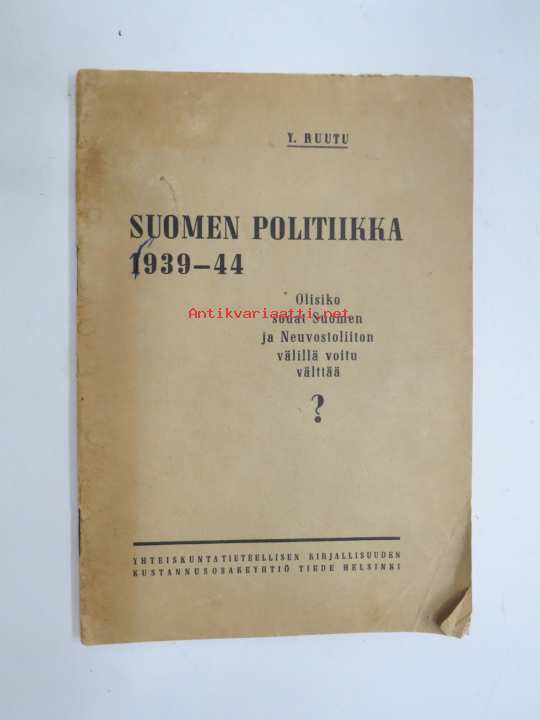 Y. RUUTU
SUOMEN POLITIIKKA
1939–44
Olisiko
Antikvariaatti.net
sodat Suomen
ja Neuvostoliiton
välillä voitu
välttää
?
YHTEISKUNTATIETEELLISEN KIRJALLISUUDEN
KUSTANNUSOSAKEYHTIÖ TIEDE HELSINKI